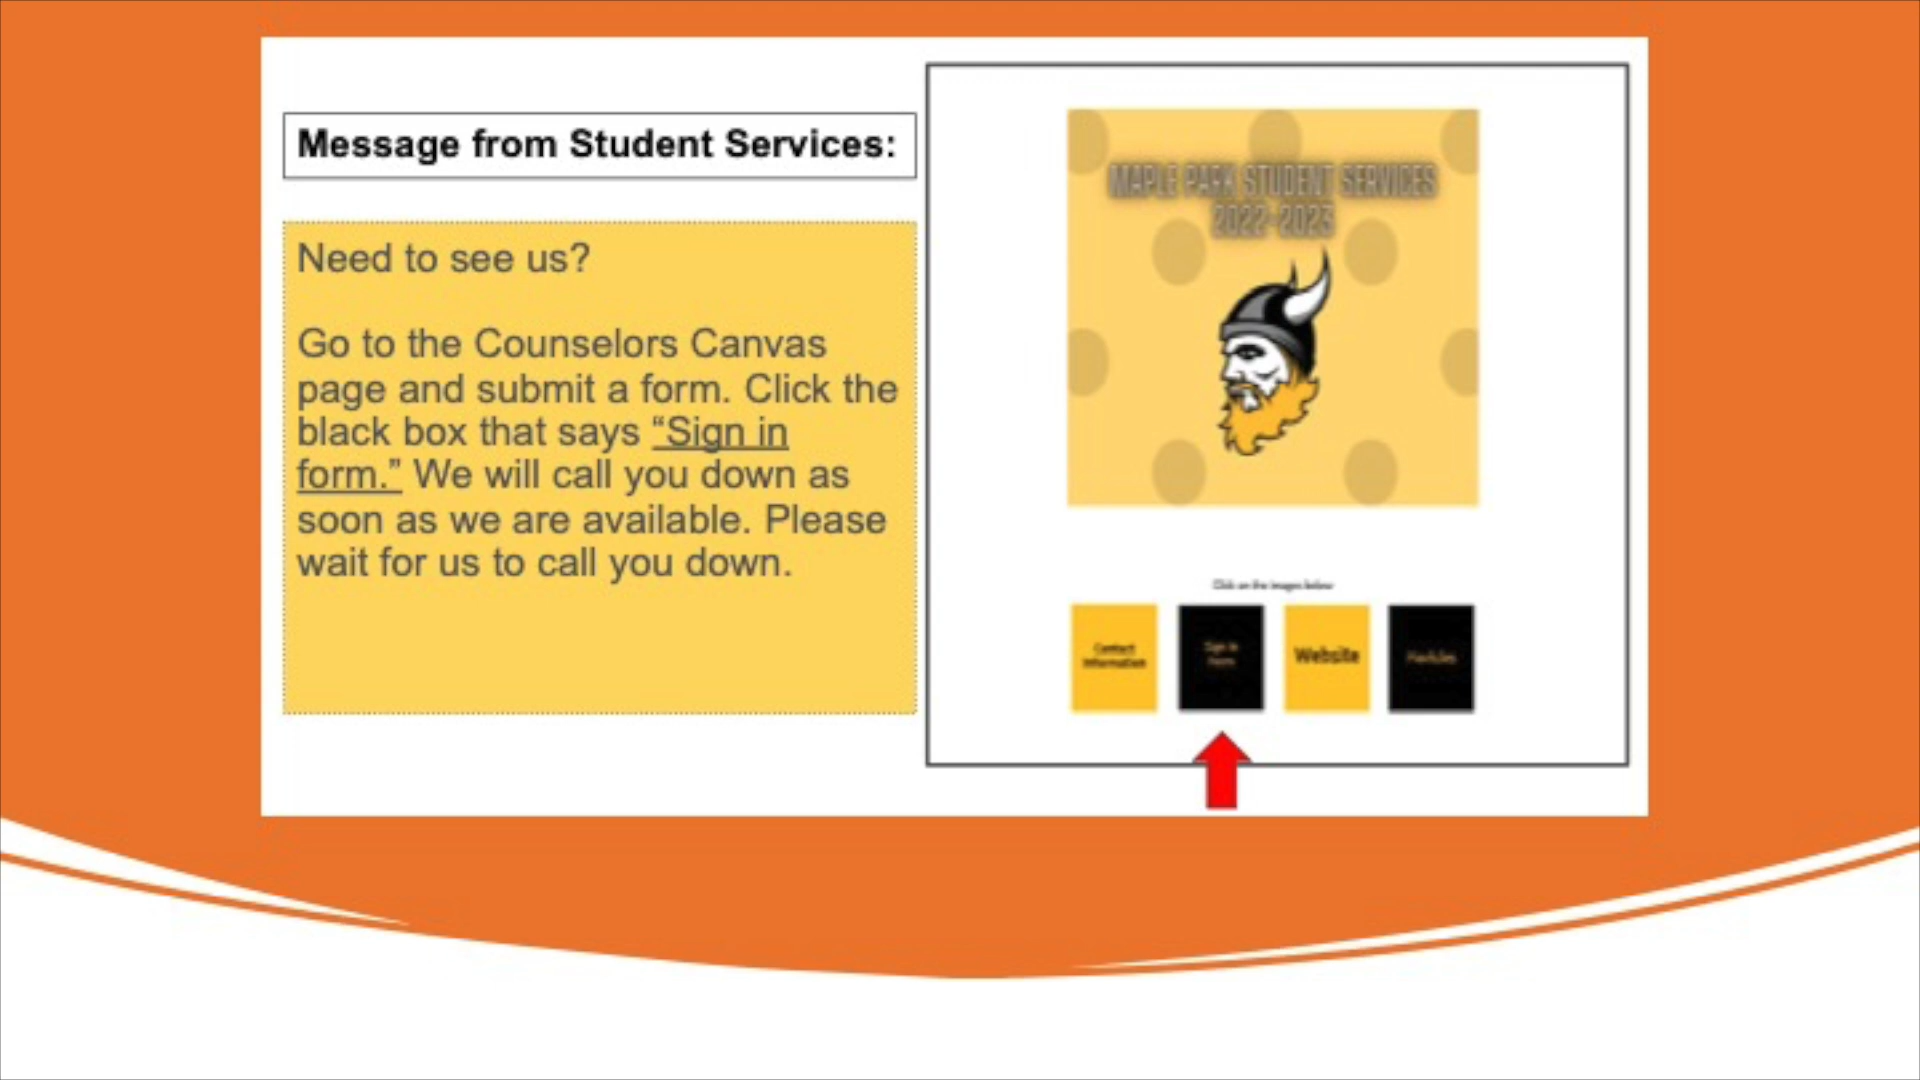 Message from Student Services:
Need to see us?
Go to the Counselors Canvas
page and submit a form. Click the
black box that says “Sign in
form.” We will call you down as
soon as we are available. Please
wait for us to call you down.
MAPLE PARK STUDENT SERVICES
2022-2023
Click on the images below
Contact
Information
Sign In
Form
Website